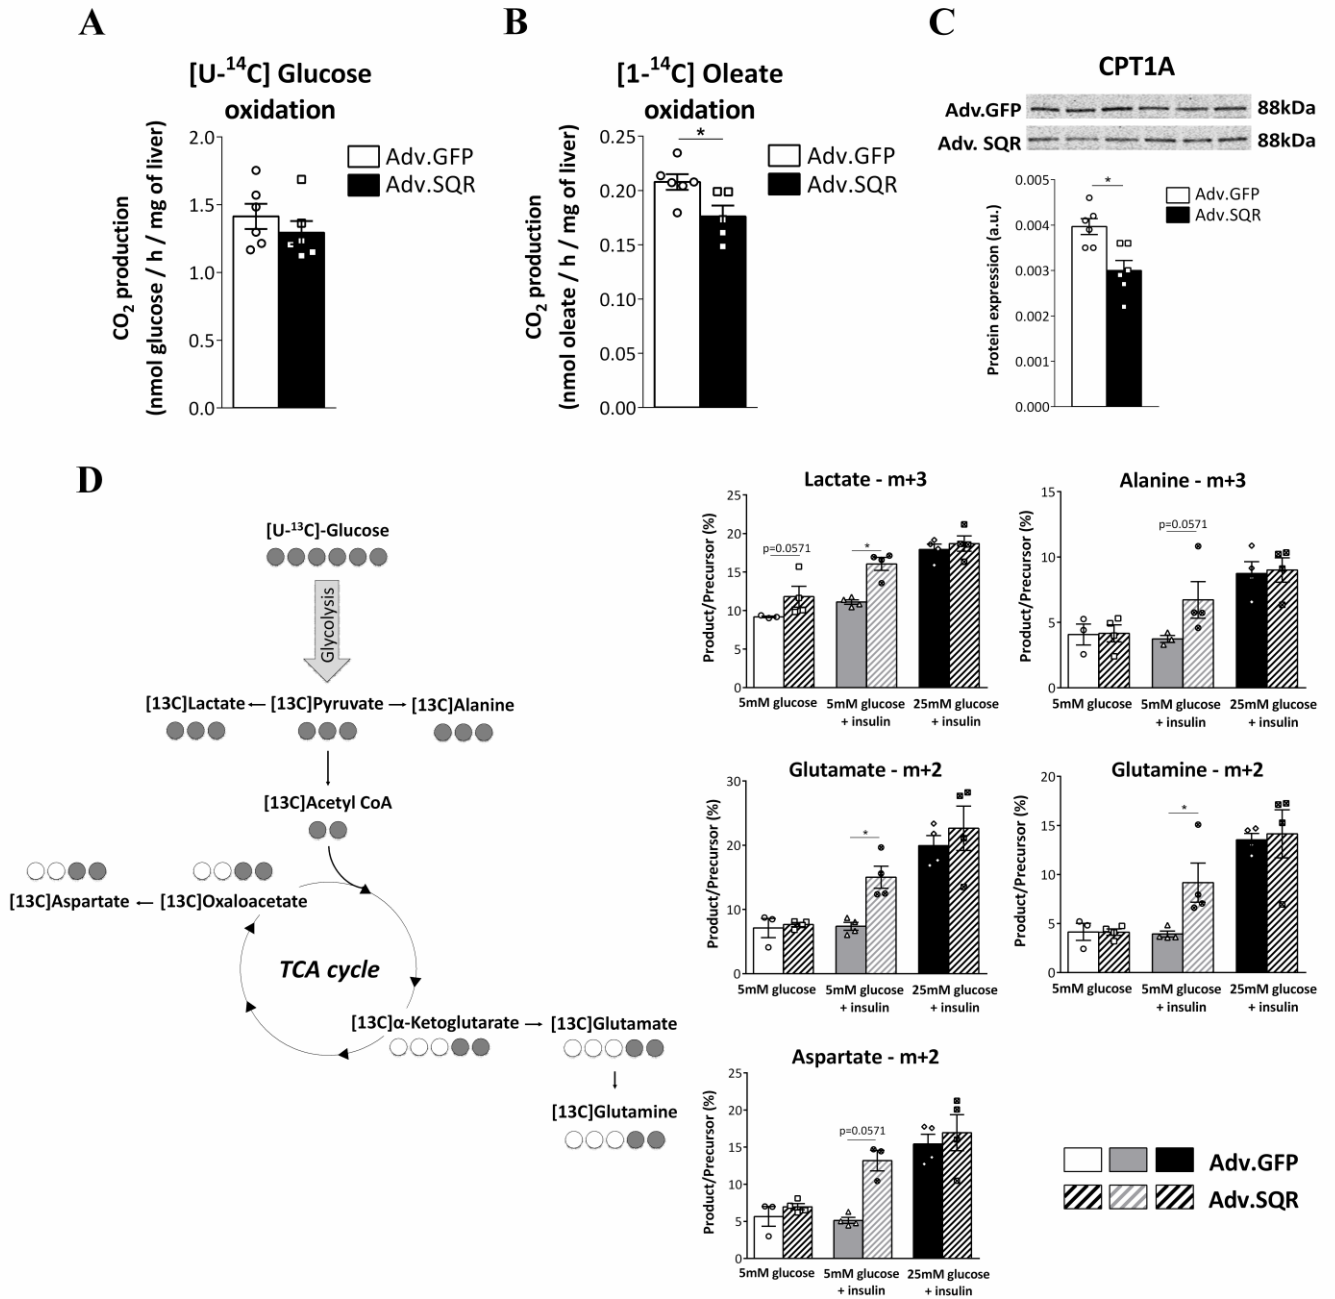 A
[U-¹⁴C] Glucose
oxidation
CO₂ production
(nmol glucose / h / mg of liver)
2.0
1.5
1.0
0.5
0.0
Adv.GFP
Adv.SQR
B
[1-¹⁴C] Oleate
oxidation
CO₂ production
(nmol oleate / h / mg of liver)
0.25
0.20
0.15
0.10
0.05
0.00
*
Adv.GFP
Adv.SQR
C
CPT1A
Adv.GFP
88kDa
Adv. SQR
88kDa
Protein expression (a.u.)
0.005
0.004
0.003
0.002
0.001
0.000
*
Adv.GFP
Adv.SQR
D
[U-¹³C]-Glucose
Glycolysis
[13C]Lactate
[13C]Pyruvate
[13C]Alanine
[13C]Acetyl CoA
[13C]Aspartate
[13C]Oxaloacetate
TCA cycle
[13C]α-Ketoglutarate
[13C]Glutamate
[13C]Glutamine
Lactate - m+3
Product/Precursor (%)
25
20
15
10
5
0
p=0.0571
*
5mM glucose
5mM glucose
+ insulin
25mM glucose
+ insulin
Alanine - m+3
Product/Precursor (%)
15
10
5
0
p=0.0571
5mM glucose
5mM glucose
+ insulin
25mM glucose
+ insulin
Glutamate - m+2
Product/Precursor (%)
30
20
10
0
*
5mM glucose
5mM glucose
+ insulin
25mM glucose
+ insulin
Glutamine - m+2
Product/Precursor (%)
20
15
10
5
0
*
5mM glucose
5mM glucose
+ insulin
25mM glucose
+ insulin
Aspartate - m+2
Product/Precursor (%)
25
20
15
10
5
0
p=0.0571
5mM glucose
5mM glucose
+ insulin
25mM glucose
+ insulin
Adv.GFP
Adv.SQR